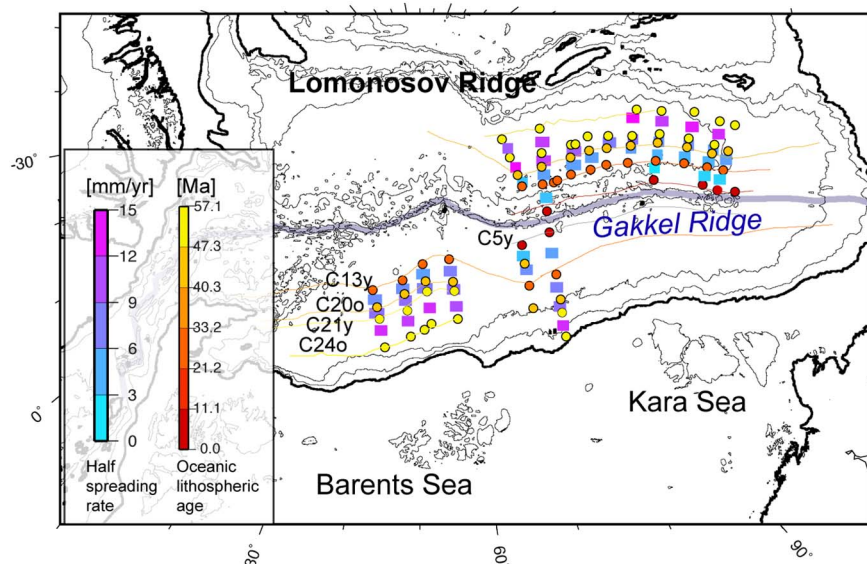 Lomonosov Ridge
-30°
[mm/yr]
[Ma]
15
57.1
12
47.3
9
40.2
6
33.2
3
21.2
11.1
0
0.0
Half
spreading
rate
Oceanic
lithospheric
age
C5y
Gakkel Ridge
C13y
C20o
C21y
C24o
0°
Kara Sea
Barents Sea
30°
60°
90°